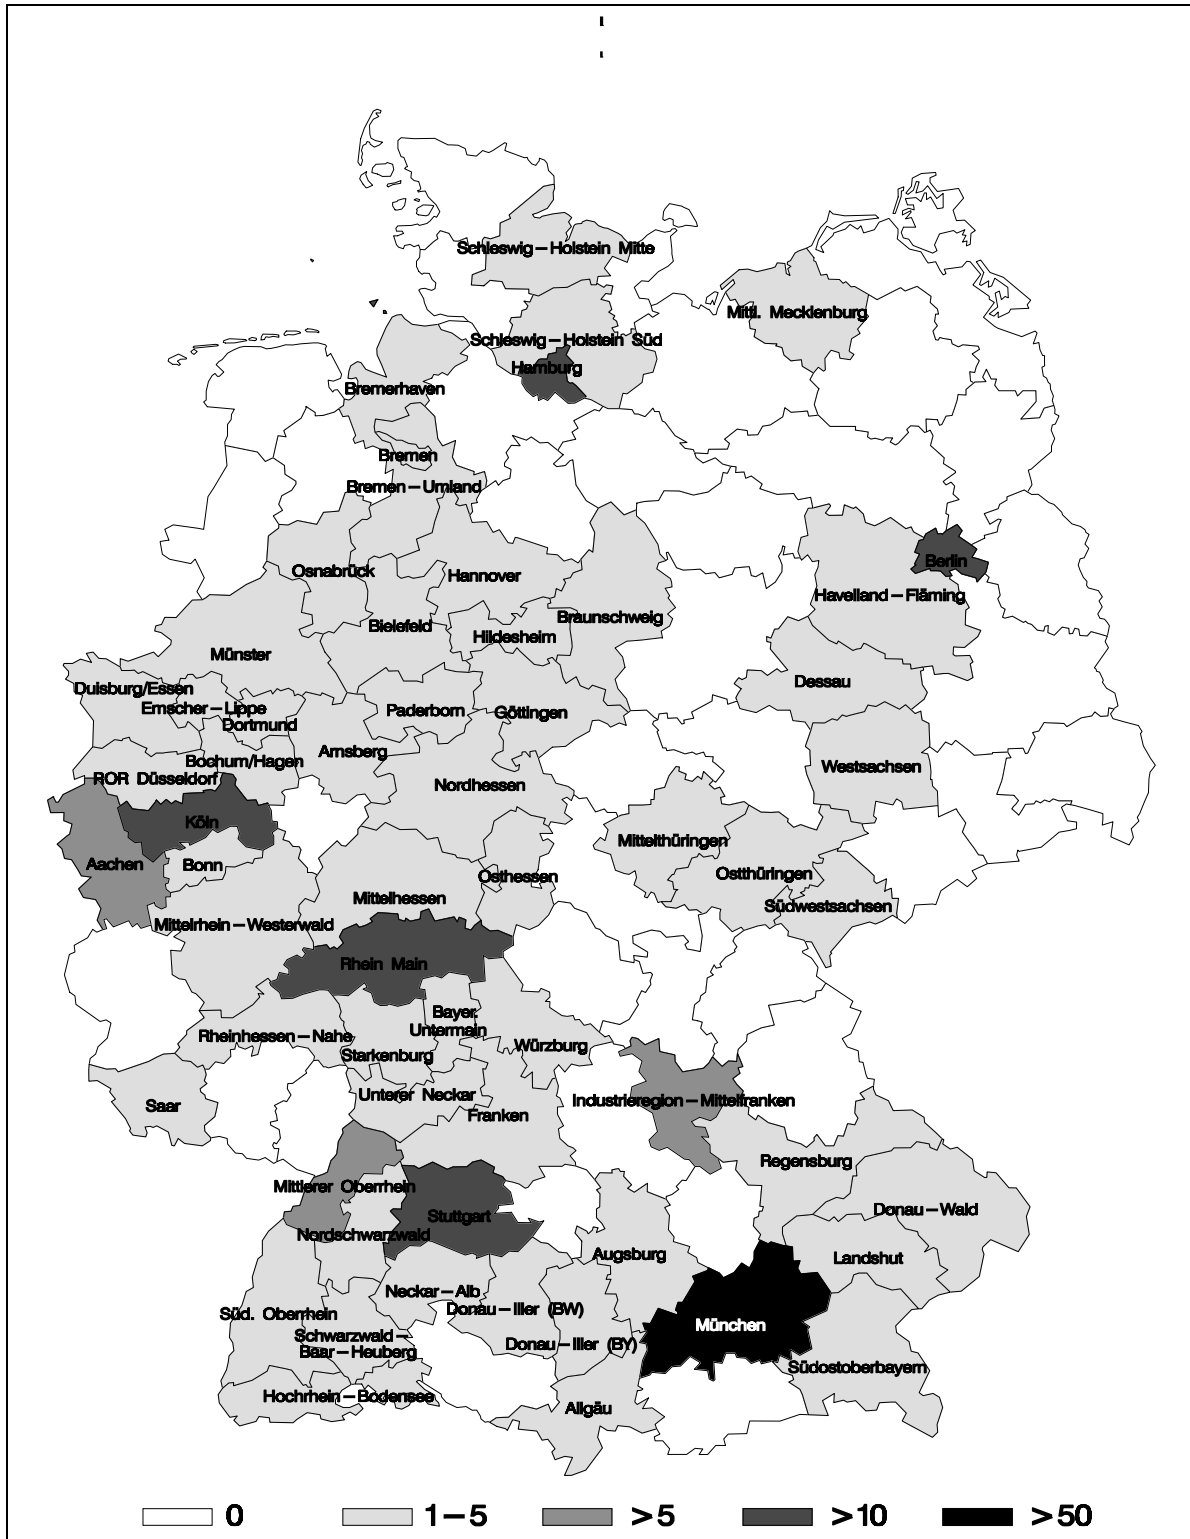 Schleswig–Holstein Mitte
Mittl. Mecklenburg
Schleswig–Holstein Süd
Hamburg
Bremerhaven
Bremen
Bremen–Umland
Berlin
Osnabrück
Hannover
Havelland–Fläming
Braunschweig
Bielefeld
Hildesheim
Münster
Dessau
Duisburg/Essen
Emscher–Lippe
Paderborn
Göttingen
Dortmund
Arnsberg
Bochum/Hagen
Westsachsen
ROR Düsseldorf
Nordhessen
Köln
Mittelthüringen
Aachen
Bonn
Osthessen
Ostthüringen
Mittelhessen
Südwestsachsen
Mittelrhein–Westerwald
Rhein Main
Bayer.
Untermain
Rheinhessen–Nahe
Würzburg
Starkenburg
Unterer Neckar
Industrieregion–Mittelfranken
Saar
Franken
Regensburg
Mittlerer Oberrhein
Donau–Wald
Stuttgart
Nordschwarzwald
Augsburg
Landshut
Neckar–Alb
Donau–Iller (BW)
Süd. Oberrhein
München
Schwarzwald–
Baar–Heuberg
Donau–Iller (BY)
Südostoberbayern
Hochrhein–Bodensee
Allgäu
0 1–5 >5 >10 >50